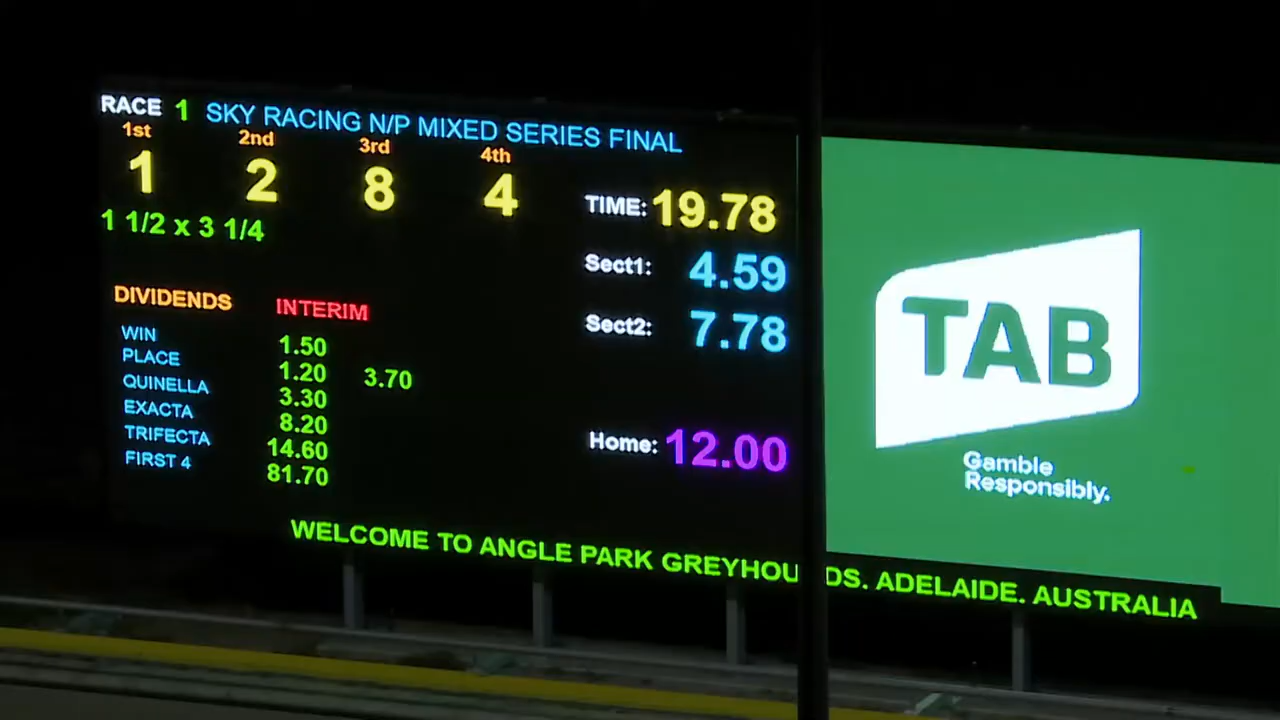 RACE 1 SKY RACING N/P MIXED SERIES FINAL
1st 2nd 3rd 4th
1 2 8 4
1 1/2 x 3 1/4
TIME: 19.78
Sect1: 4.59
Sect2: 7.78
Home: 12.00
DIVIDENDS INTERIM
WIN 1.50
PLACE 1.20 3.70
QUINELLA 3.30
EXACTA 8.20
TRIFECTA 14.60
FIRST 4 81.70
WELCOME TO ANGLE PARK GREYHOUNDS. ADELAIDE. AUSTRALIA
TAB
Gamble
Responsibly.